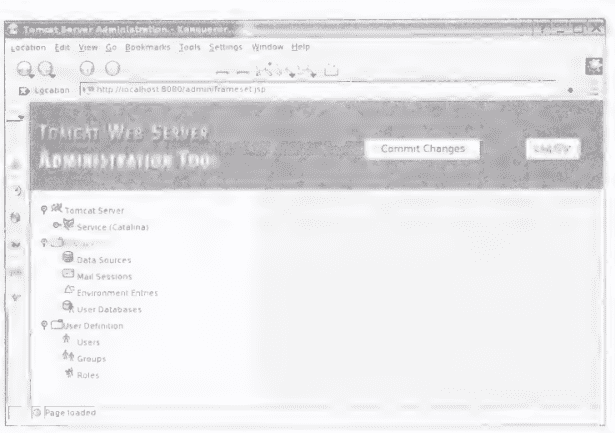 Tomcat Server Administration - Konqueror
Location Edit View Go Bookmarks Tools Settings Window Help
Location http://localhost:8080/admin/frameset.jsp
TOMCAT WEB SERVER
ADMINISTRATION TOOL
Commit Changes
Tomcat Server
Service (Catalina)
Data Sources
Mail Sessions
Environment Entries
User Databases
User Definition
Users
Groups
Roles
Page loaded